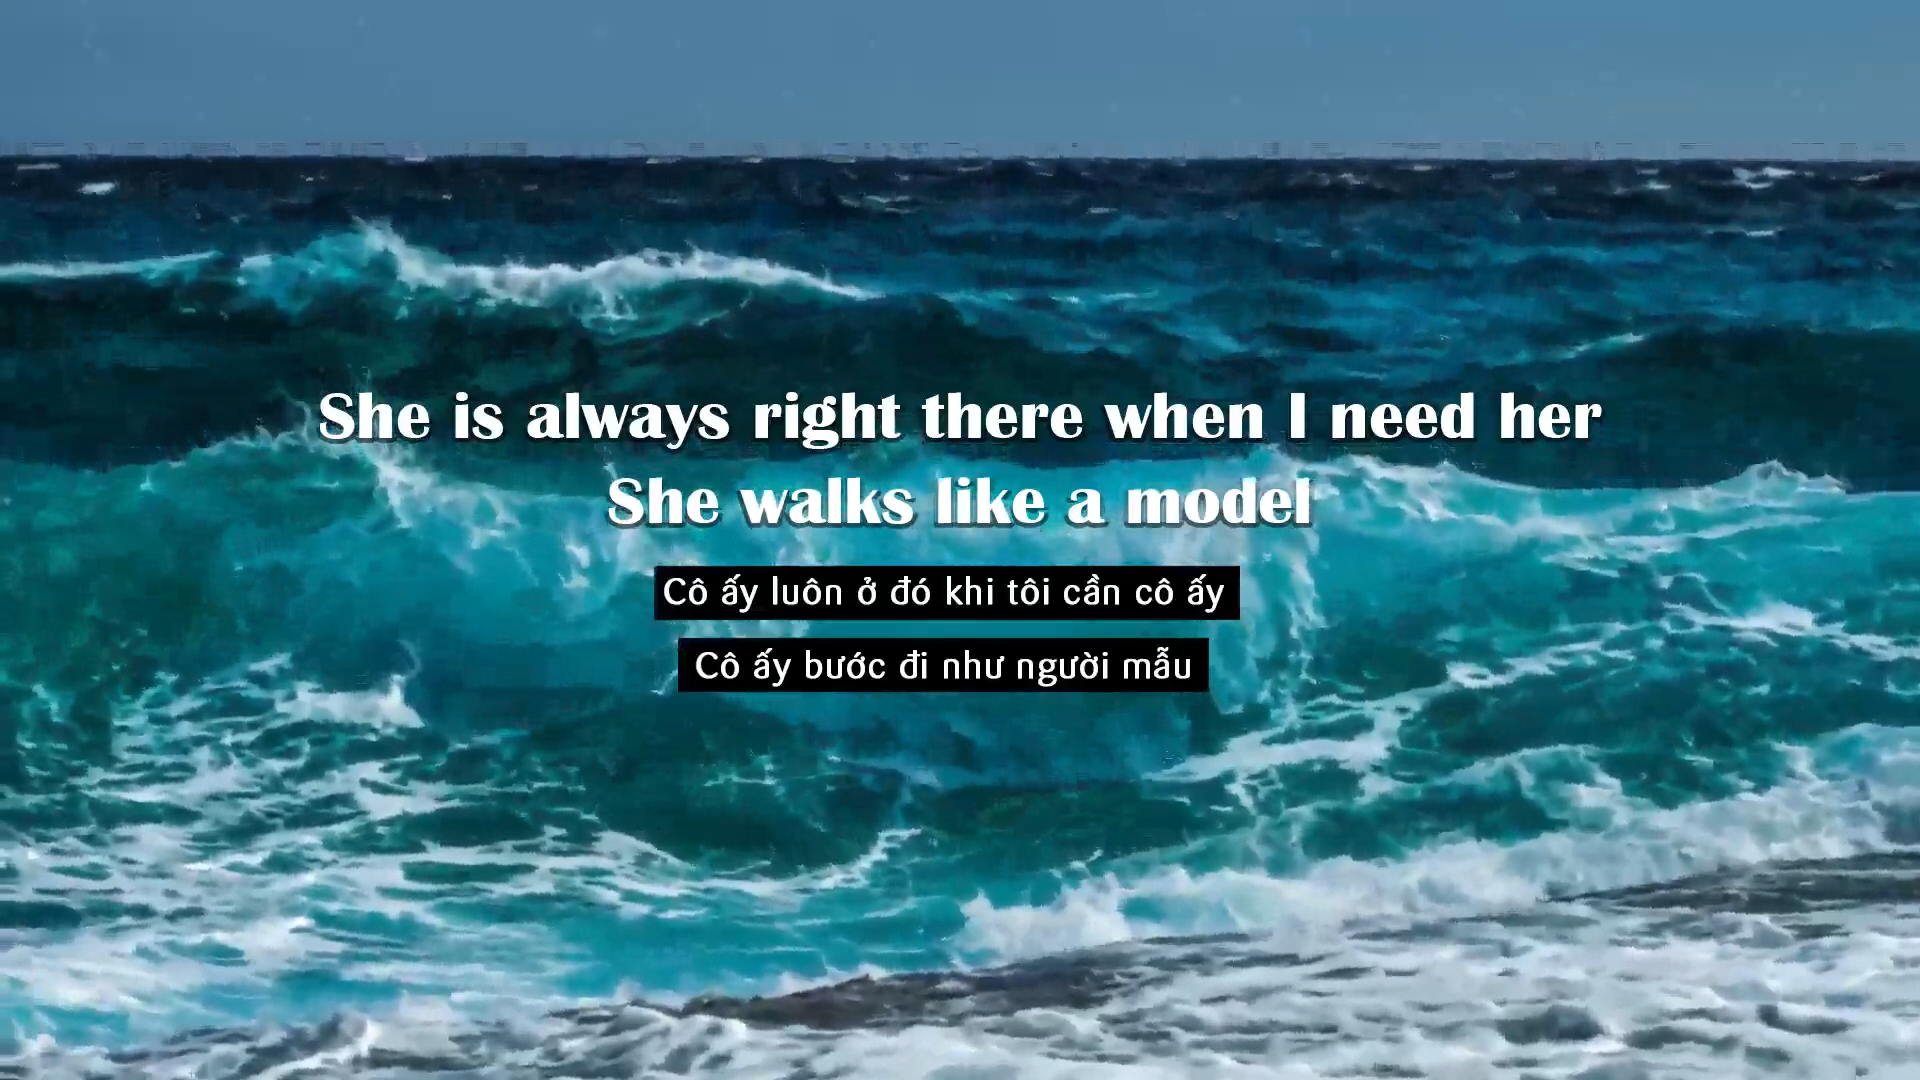 She is always right there when I need her
She walks like a model
Cô ấy luôn ở đó khi tôi cần cô ấy
Cô ấy bước đi như người mẫu